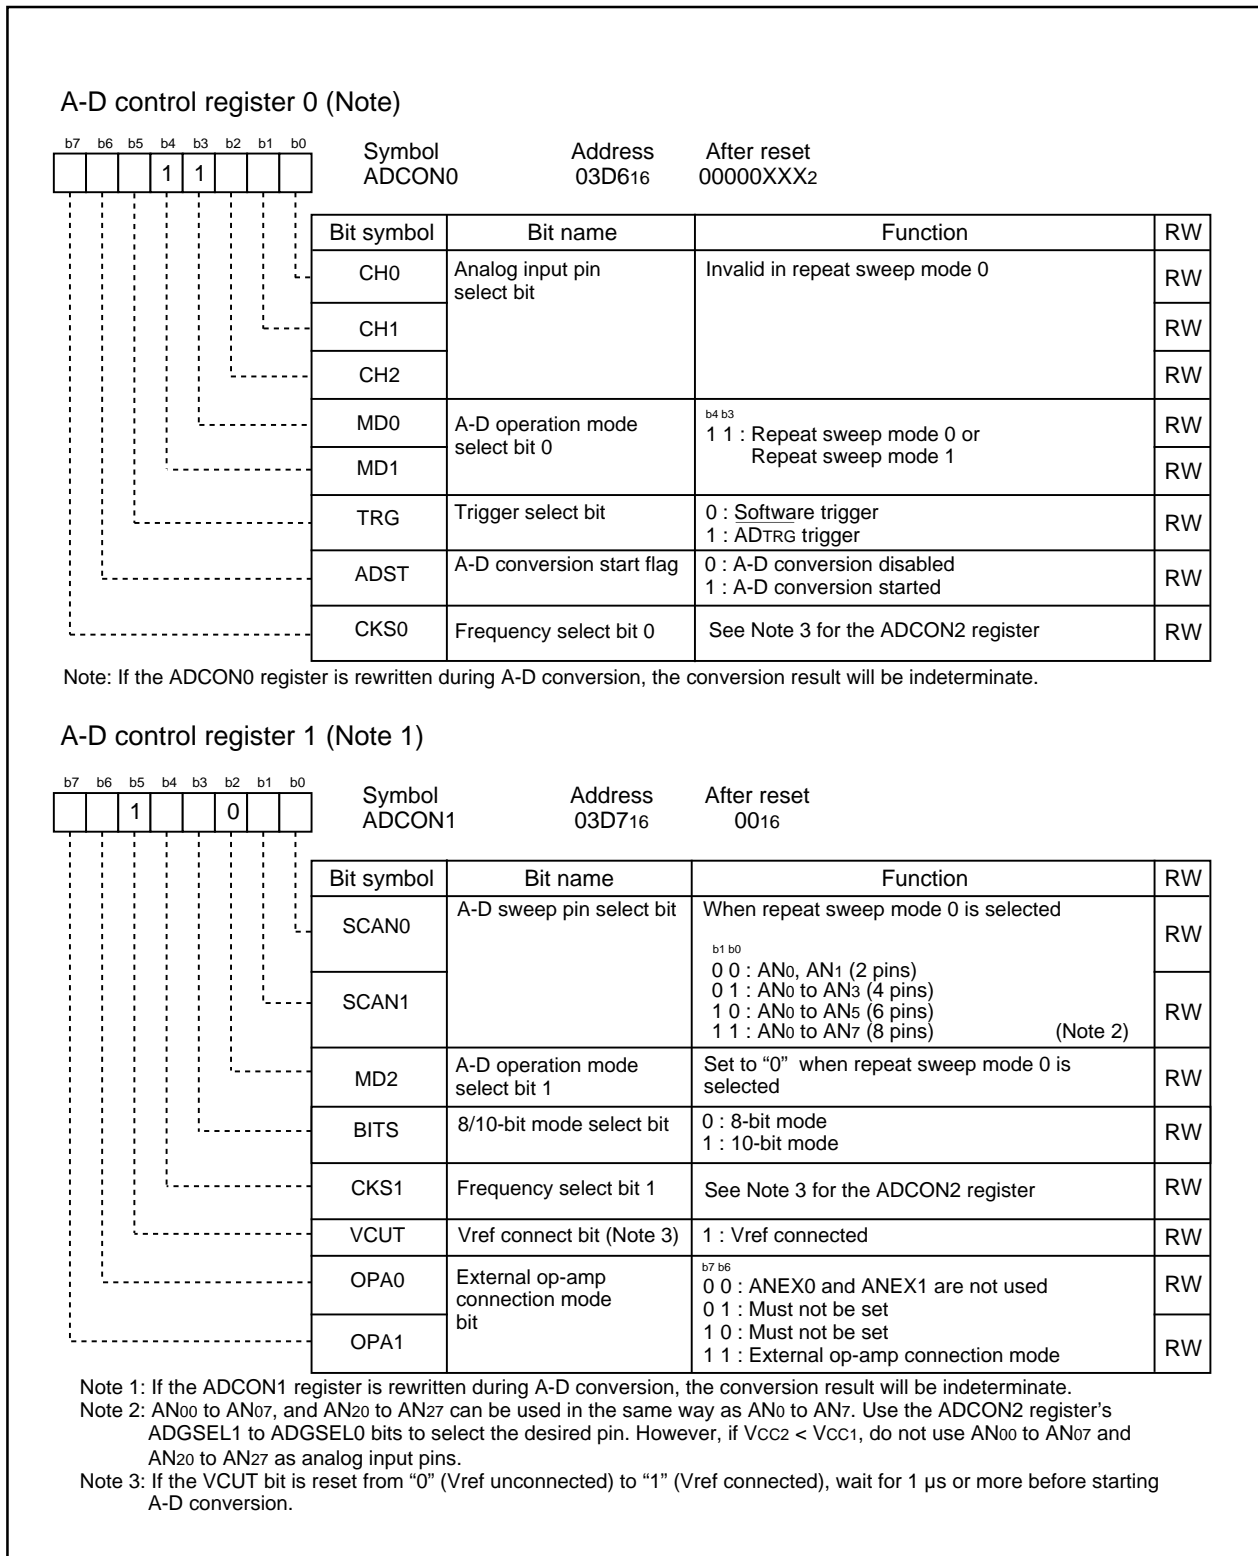 A-D control register 0 (Note)
b7 b6 b5 b4 b3 b2 b1 b0
1 1
Symbol Address After reset
ADCON0 03D616 00000XXX2
Bit symbol Bit name Function RW
CH0 Analog input pin select bit Invalid in repeat sweep mode 0 RW
CH1 RW
CH2 RW
MD0 A-D operation mode select bit 0 b4 b3 RW
1 1 : Repeat sweep mode 0 or
Repeat sweep mode 1
MD1 RW
TRG Trigger select bit 0 : Software trigger RW
1 : ADTRG trigger
ADST A-D conversion start flag 0 : A-D conversion disabled RW
1 : A-D conversion started
CKS0 Frequency select bit 0 See Note 3 for the ADCON2 register RW
Note: If the ADCON0 register is rewritten during A-D conversion, the conversion result will be indeterminate.
A-D control register 1 (Note 1)
b7 b6 b5 b4 b3 b2 b1 b0
1 0
Symbol Address After reset
ADCON1 03D716 0016
Bit symbol Bit name Function RW
SCAN0 A-D sweep pin select bit When repeat sweep mode 0 is selected RW
b1 b0
0 0 : AN0, AN1 (2 pins)
0 1 : AN0 to AN3 (4 pins)
SCAN1 1 0 : AN0 to AN5 (6 pins) RW
1 1 : AN0 to AN7 (8 pins) (Note 2)
MD2 A-D operation mode select bit 1 Set to “0” when repeat sweep mode 0 is selected RW
BITS 8/10-bit mode select bit 0 : 8-bit mode RW
1 : 10-bit mode
CKS1 Frequency select bit 1 See Note 3 for the ADCON2 register RW
VCUT Vref connect bit (Note 3) 1 : Vref connected RW
OPA0 External op-amp connection mode bit b7 b6 RW
0 0 : ANEX0 and ANEX1 are not used
0 1 : Must not be set
OPA1 1 0 : Must not be set RW
1 1 : External op-amp connection mode
Note 1: If the ADCON1 register is rewritten during A-D conversion, the conversion result will be indeterminate.
Note 2: AN00 to AN07, and AN20 to AN27 can be used in the same way as AN0 to AN7. Use the ADCON2 register’s
ADGSEL1 to ADGSEL0 bits to select the desired pin. However, if VCC2 < VCC1, do not use AN00 to AN07 and
AN20 to AN27 as analog input pins.
Note 3: If the VCUT bit is reset from “0” (Vref unconnected) to “1” (Vref connected), wait for 1 µs or more before starting
A-D conversion.